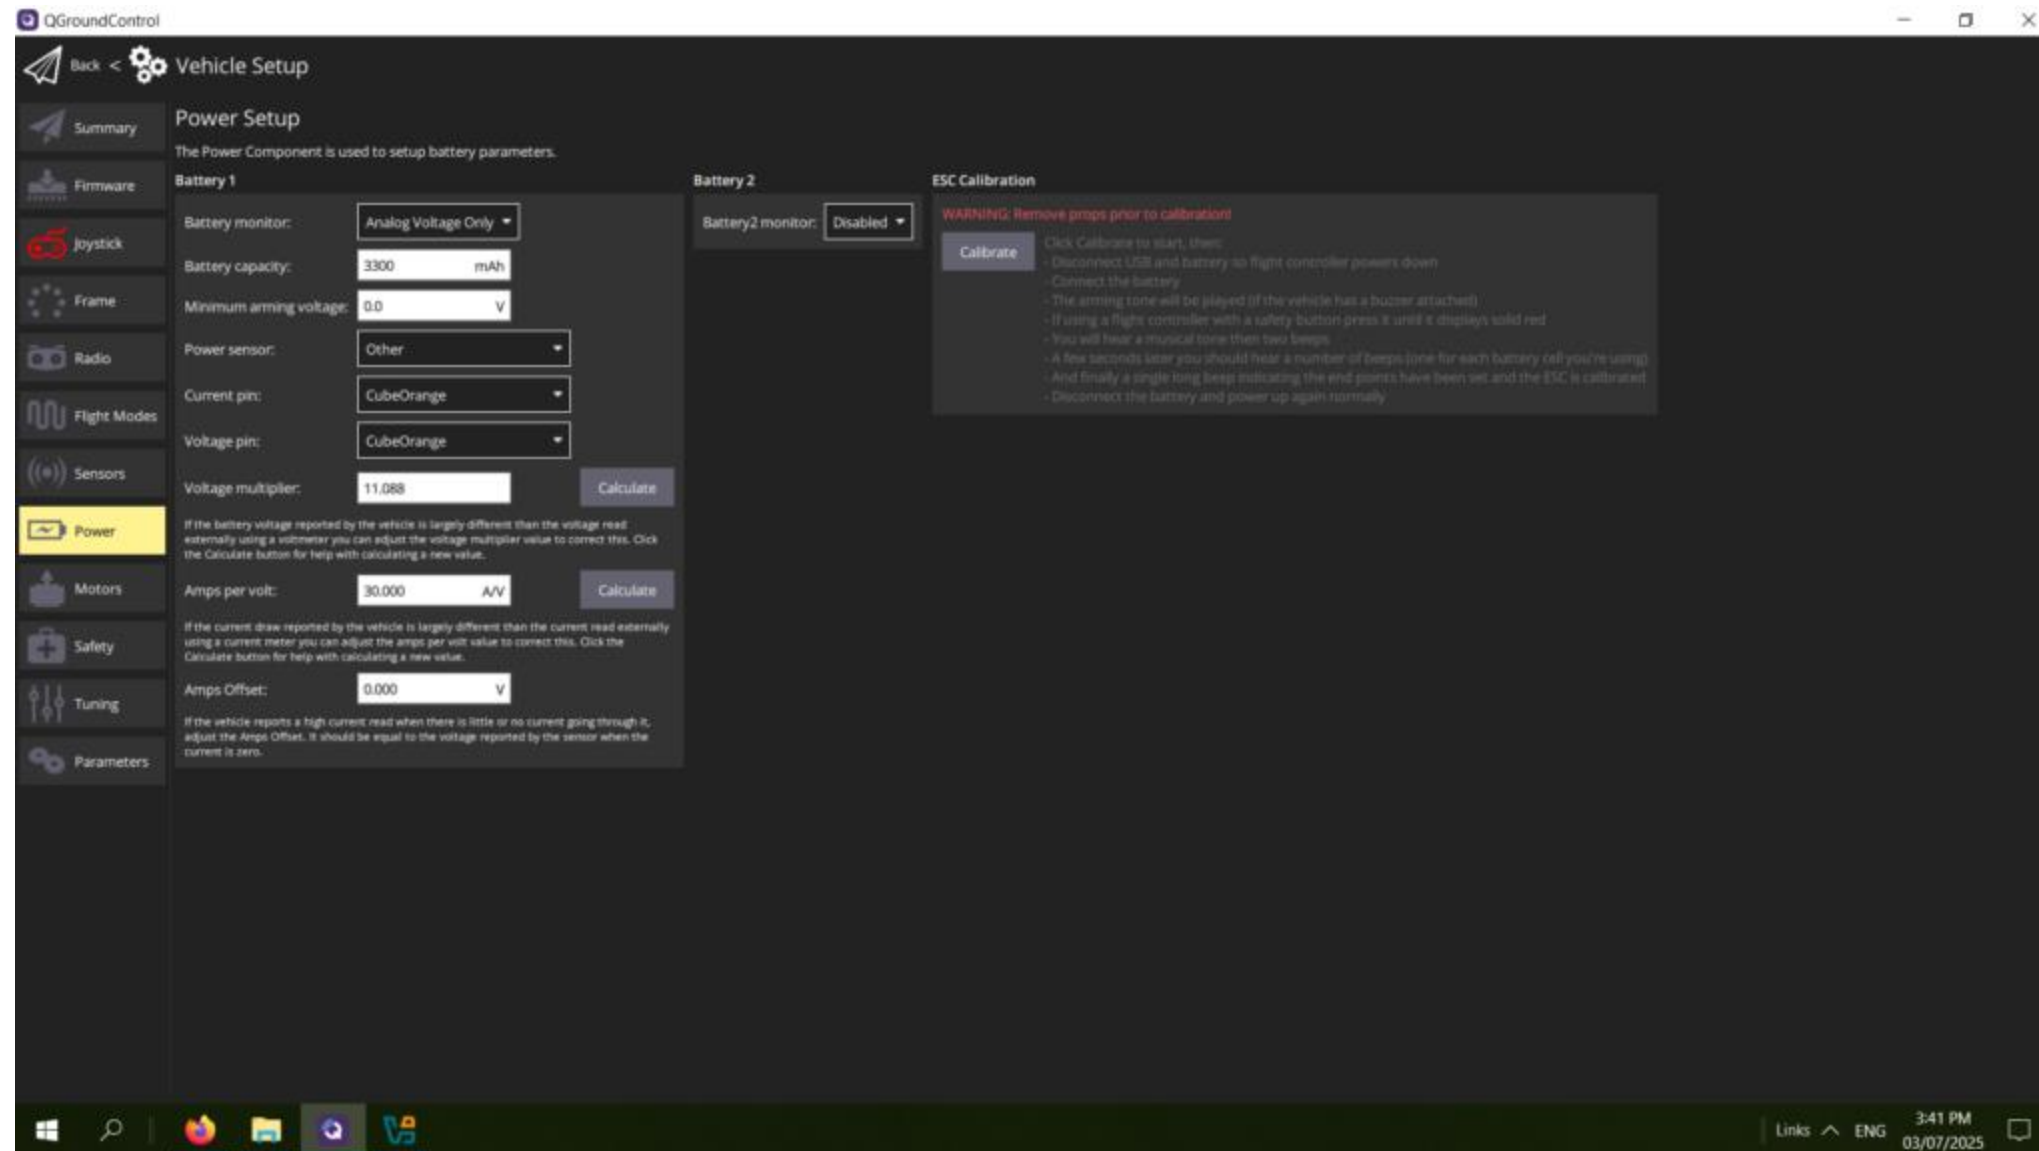 QGroundControl
Back < Vehicle Setup
Summary
Firmware
Joystick
Frame
Radio
Flight Modes
Sensors
Power
Motors
Safety
Tuning
Parameters
Power Setup
The Power Component is used to setup battery parameters.
Battery 1
Battery monitor: Analog Voltage Only
Battery capacity: 3300 mAh
Minimum arming voltage: 0.0 V
Power sensor: Other
Current pin: CubeOrange
Voltage pin: CubeOrange
Voltage multiplier: 11.088 Calculate
If the battery voltage reported by the vehicle is largely different than the voltage read
externally using a voltmeter you can adjust the voltage multiplier value to correct this. Click
the Calculate button for help with calculating a new value.
Amps per volt: 30.000 A/V Calculate
If the current draw reported by the vehicle is largely different than the current read externally
using a current meter you can adjust the amps per volt value to correct this. Click the
Calculate button for help with calculating a new value.
Amps Offset: 0.000 V
If the vehicle reports a high current read when there is little or no current going through it,
adjust the Amps Offset. It should be equal to the voltage reported by the sensor when the
current is zero.
Battery 2
Battery2 monitor: Disabled
ESC Calibration
WARNING: Remove props prior to calibration!
Calibrate
Click Calibrate to start, then:
- Disconnect USB and battery so flight controller powers down
- Connect the battery
- The arming tone will be played (if the vehicle has a buzzer attached)
- If using a flight controller with a safety button press it until it displays solid red
- You will hear a musical tone then two beeps
- A few seconds later you should hear a number of beeps (one for each battery cell you're using)
- And finally a single long beep indicating the end points have been set and the ESC is calibrated
- Disconnect the battery and power up again normally
Links ENG
3:41 PM
03/07/2025